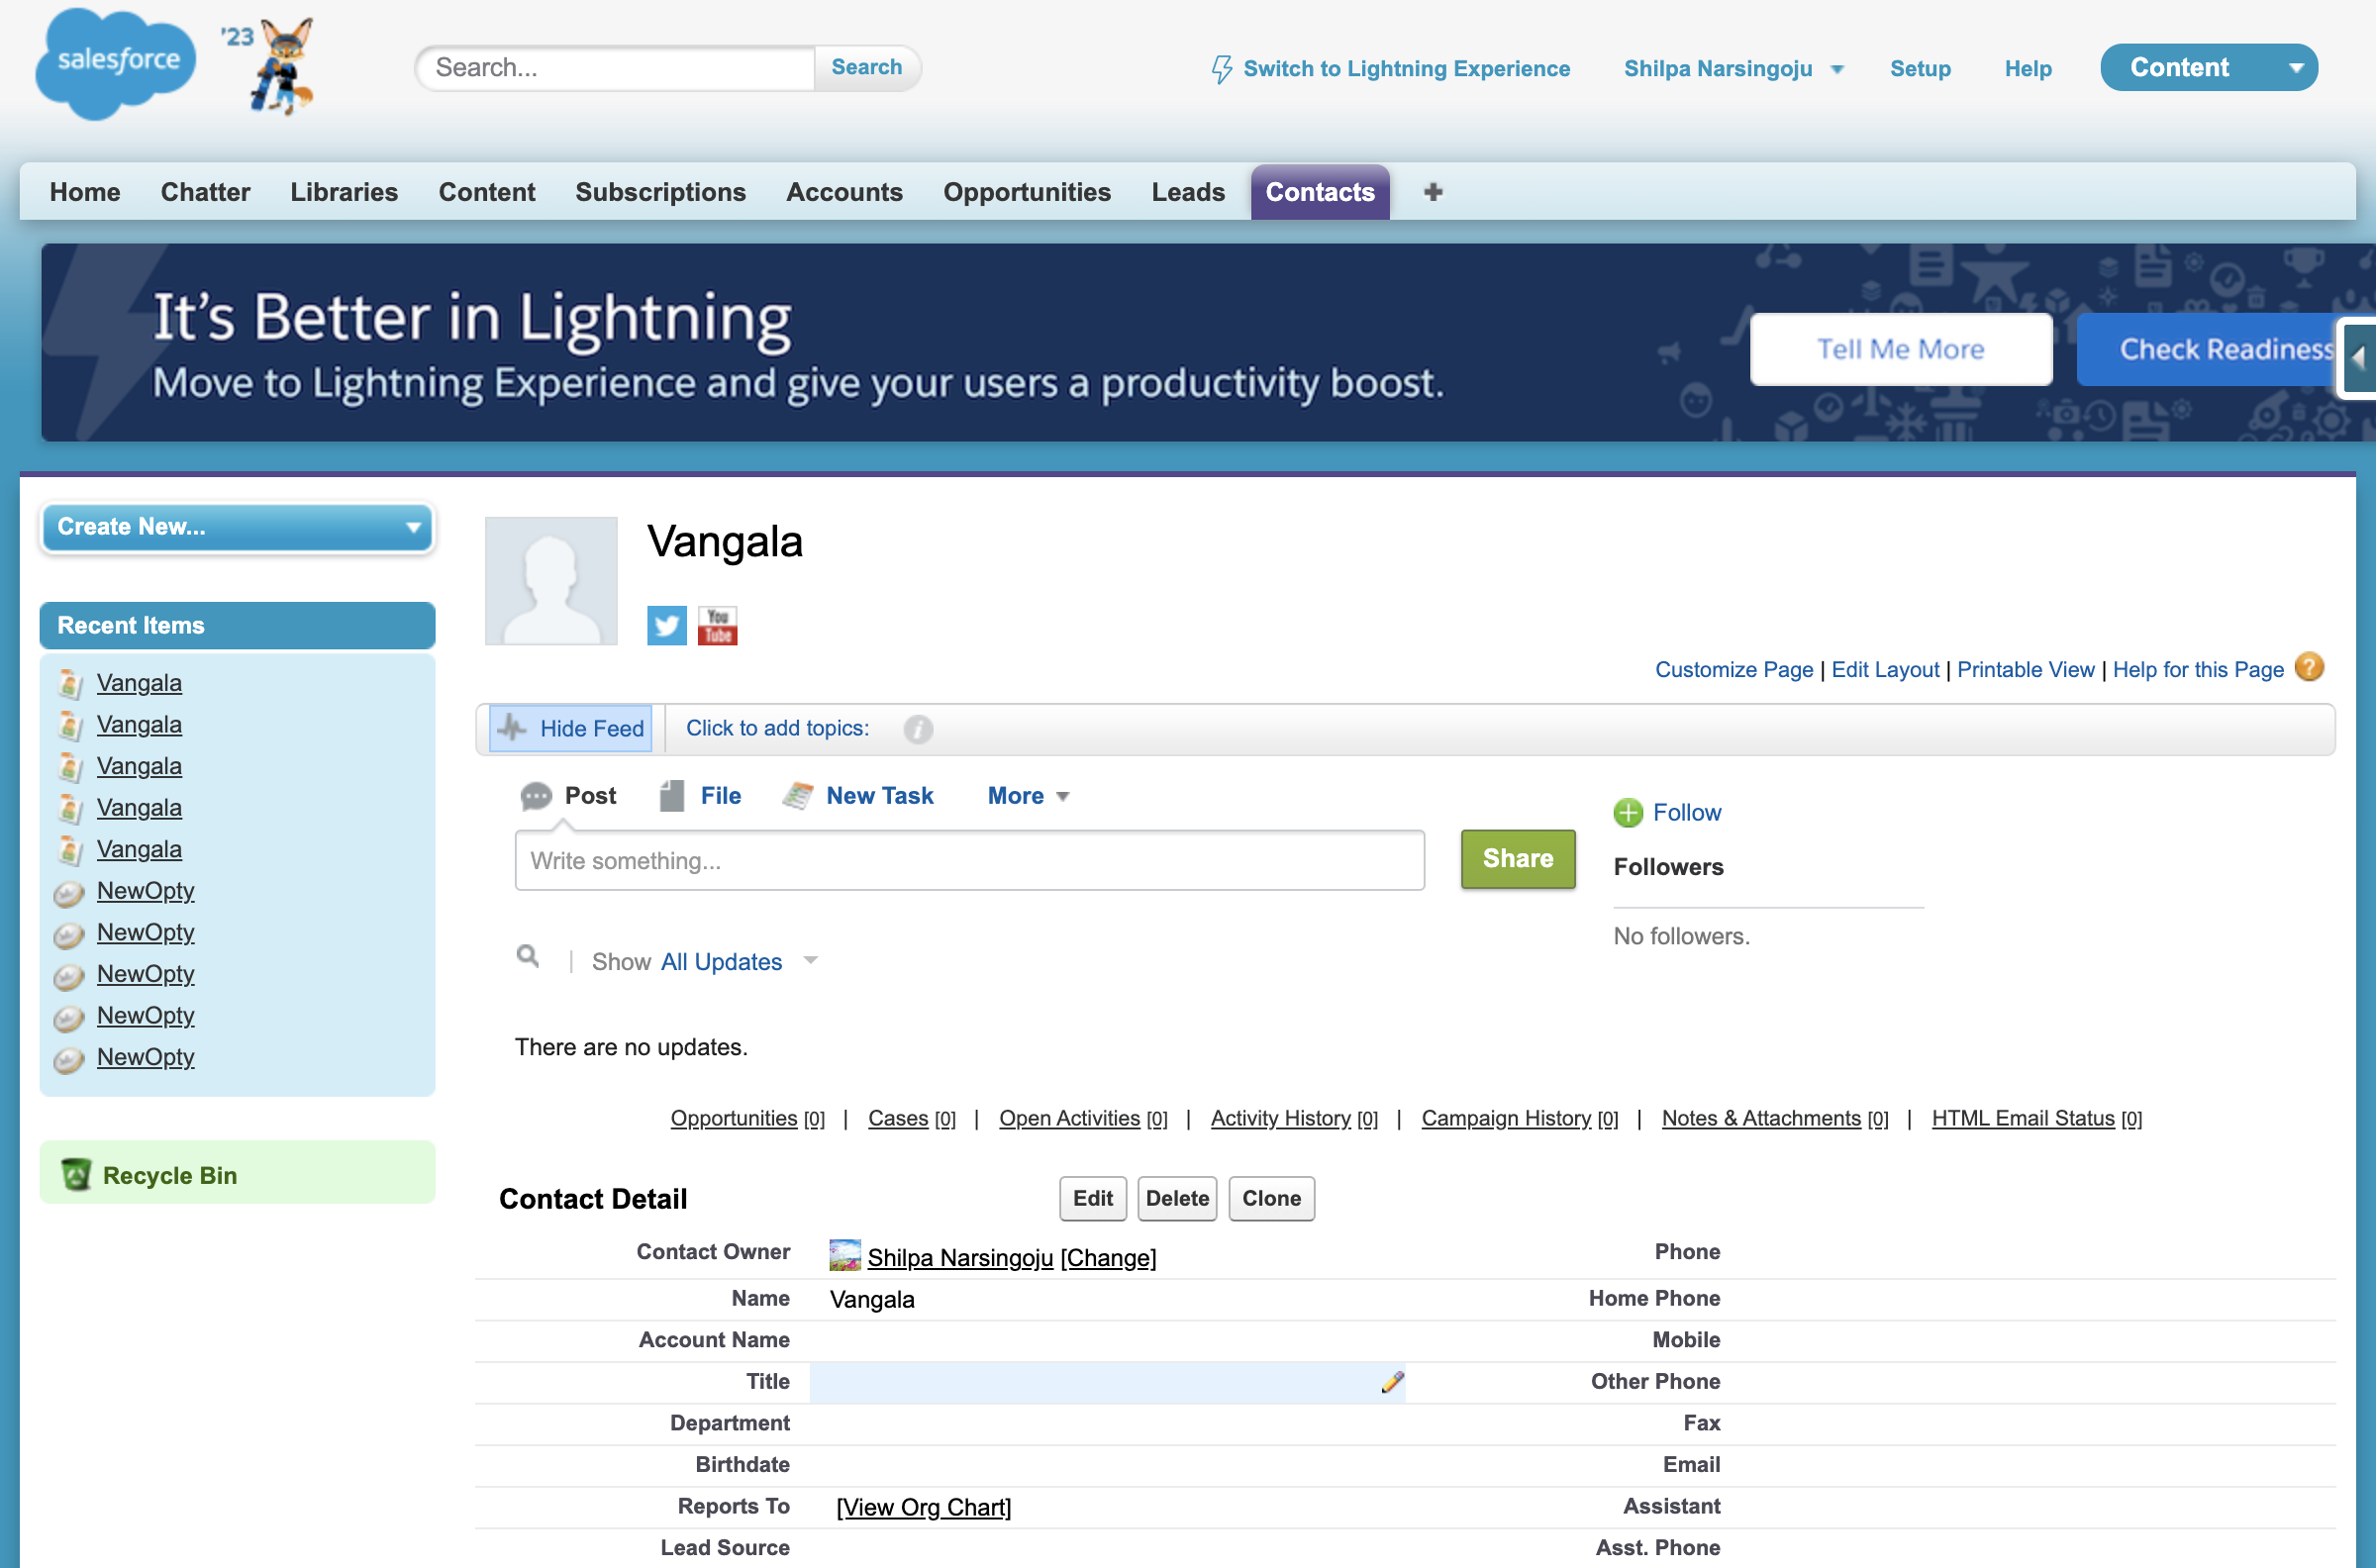 salesforce '23
Search... Search Switch to Lightning Experience Shilpa Narsingoju Setup Help Content
Home Chatter Libraries Content Subscriptions Accounts Opportunities Leads Contacts
It's Better in Lightning
Move to Lightning Experience and give your users a productivity boost.
Tell Me More Check Readiness
Create New...
Recent Items
Vangala
Vangala
Vangala
Vangala
Vangala
NewOpty
NewOpty
NewOpty
NewOpty
NewOpty
Recycle Bin
Vangala
You Tube
Customize Page | Edit Layout | Printable View | Help for this Page ?
Hide Feed Click to add topics: i
Post File New Task More
Write something... Share
Follow
Followers
No followers.
Show All Updates
There are no updates.
Opportunities [0] | Cases [0] | Open Activities [0] | Activity History [0] | Campaign History [0] | Notes & Attachments [0] | HTML Email Status [0]
Contact Detail Edit Delete Clone
Contact Owner Shilpa Narsingoju [Change] Phone
Name Vangala Home Phone
Account Name Mobile
Title Other Phone
Department Fax
Birthdate Email
Reports To [View Org Chart] Assistant
Lead Source Asst. Phone